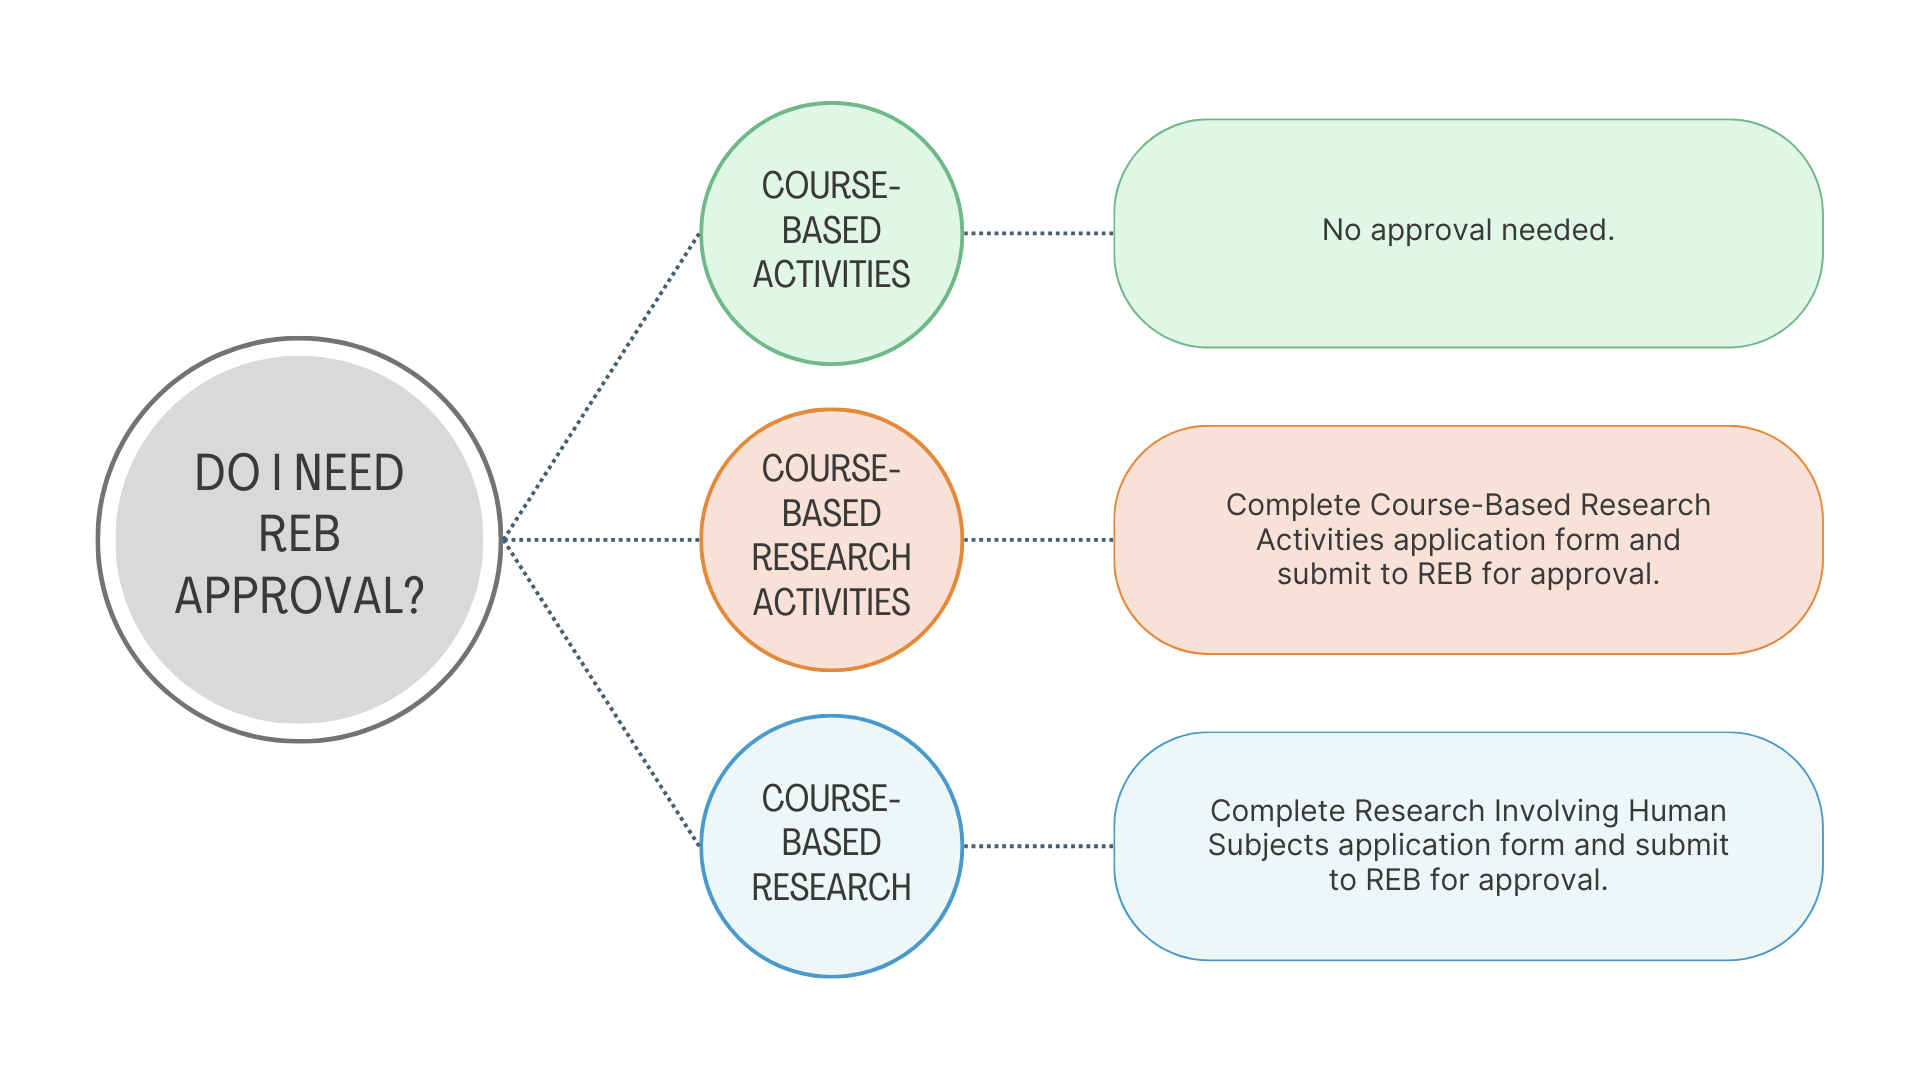 DO I NEED
REB
APPROVAL?
COURSE-
BASED
ACTIVITIES
No approval needed.
COURSE-
BASED
RESEARCH
ACTIVITIES
Complete Course-Based Research
Activities application form and
submit to REB for approval.
COURSE-
BASED
RESEARCH
Complete Research Involving Human
Subjects application form and submit
to REB for approval.